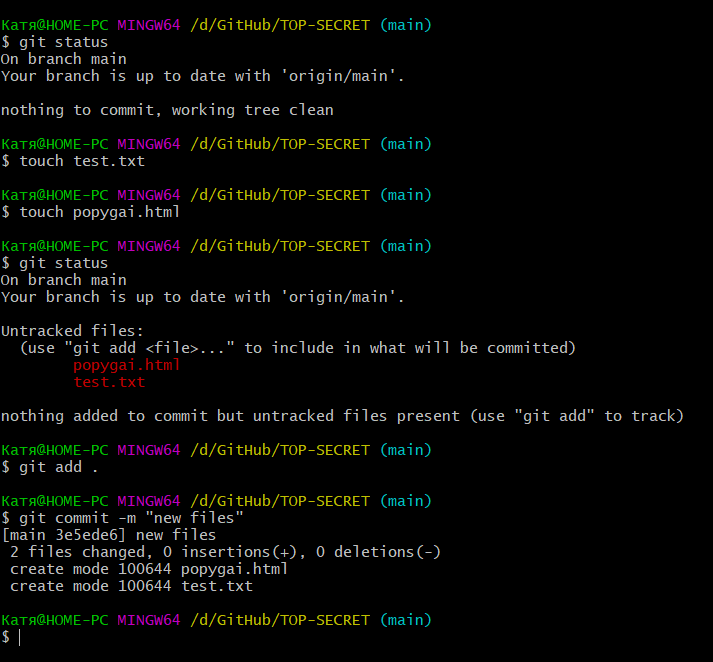 Катя@HOME-PC MINGW64 /d/GitHub/TOP-SECRET (main)
$ git status
On branch main
Your branch is up to date with 'origin/main'.
nothing to commit, working tree clean
Катя@HOME-PC MINGW64 /d/GitHub/TOP-SECRET (main)
$ touch test.txt
Катя@HOME-PC MINGW64 /d/GitHub/TOP-SECRET (main)
$ touch popygai.html
Катя@HOME-PC MINGW64 /d/GitHub/TOP-SECRET (main)
$ git status
On branch main
Your branch is up to date with 'origin/main'.
Untracked files:
  (use "git add <file>..." to include in what will be committed)
        popygai.html
        test.txt
nothing added to commit but untracked files present (use "git add" to track)
Катя@HOME-PC MINGW64 /d/GitHub/TOP-SECRET (main)
$ git add .
Катя@HOME-PC MINGW64 /d/GitHub/TOP-SECRET (main)
$ git commit -m "new files"
[main 3e5ede6] new files
 2 files changed, 0 insertions(+), 0 deletions(-)
 create mode 100644 popygai.html
 create mode 100644 test.txt
Катя@HOME-PC MINGW64 /d/GitHub/TOP-SECRET (main)
$